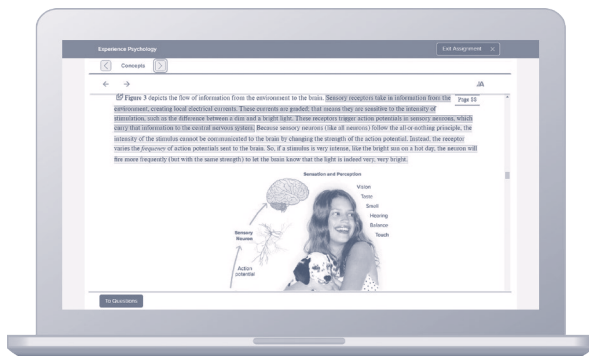 Experience Psychology
Exit Assignment X
Concepts
AA
Figure 3 depicts the flow of information from the environment to the brain. Sensory receptors take in information from the
Page 83
environment, creating local electrical currents. These currents are graded; that means they are sensitive to the intensity of
stimulation, such as the difference between a dim and a bright light. These receptors trigger action potentials in sensory neurons, which
carry that information to the central nervous system. Because sensory neurons (like all neurons) follow the all-or-nothing principle, the
intensity of the stimulus cannot be communicated to the brain by changing the strength of the action potential. Instead, the receptor
varies the frequency of action potentials sent to the brain. So, if a stimulus is very intense, like the bright sun on a hot day, the neuron will
fire more frequently (but with the same strength) to let the brain know that the light is indeed very, very bright.
Sensation and Perception
Vision
Taste
Smell
Hearing
Balance
Touch
Sensory
Neurons
Action
potential
To Questions